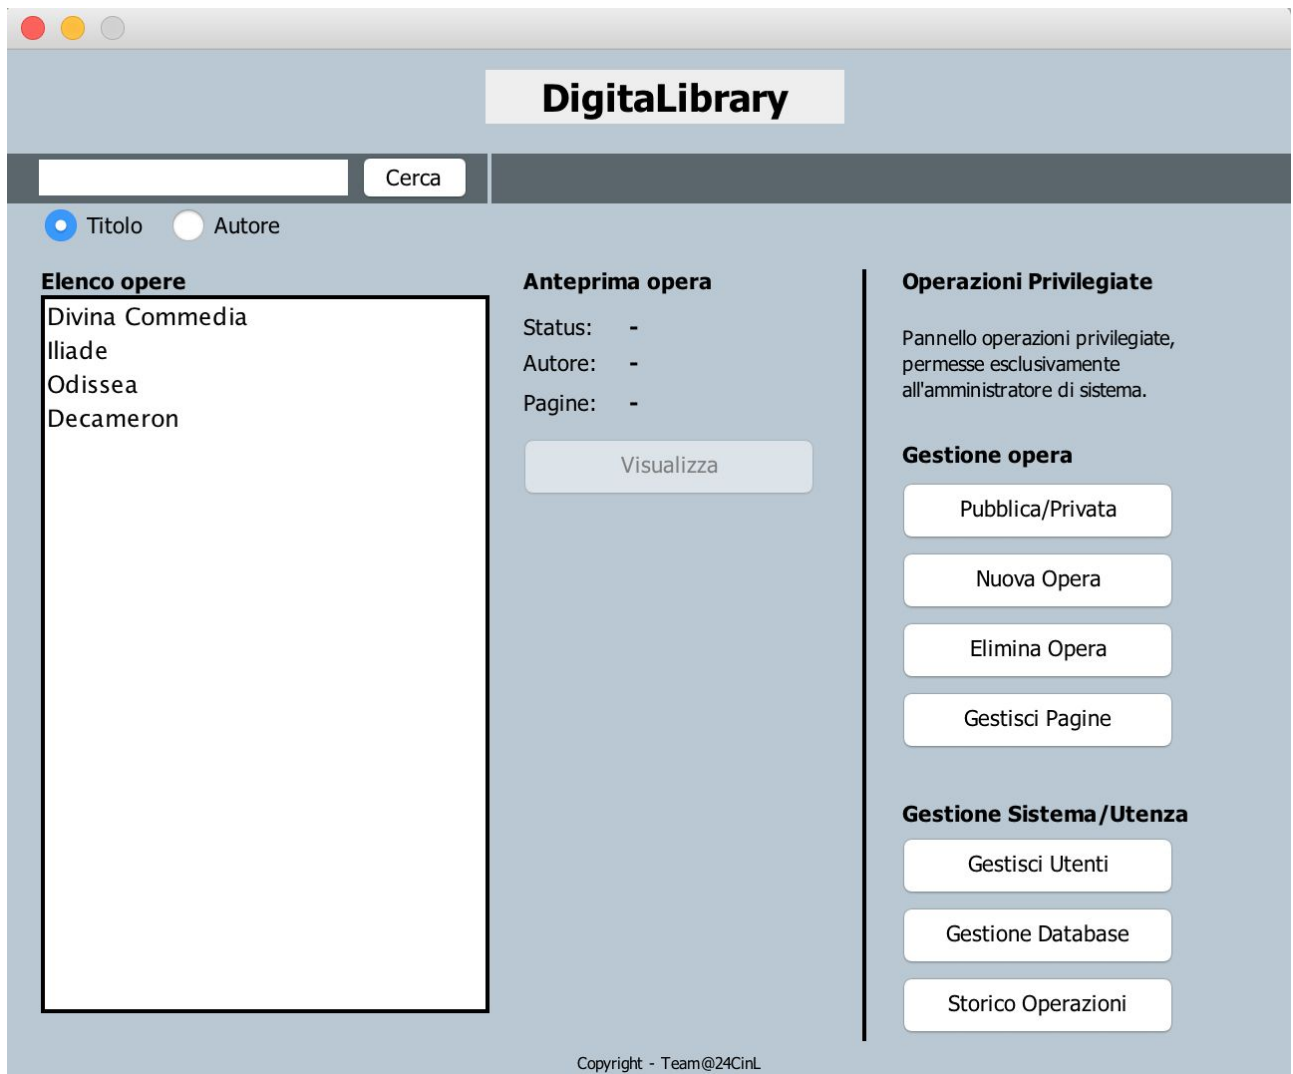 DigitaLibrary
Cerca
Titolo
Autore
Elenco opere
Divina Commedia
Iliade
Odissea
Decameron
Anteprima opera
Status: -
Autore: -
Pagine: -
Visualizza
Operazioni Privilegiate
Pannello operazioni privilegiate,
permesse esclusivamente
all'amministratore di sistema.
Gestione opera
Pubblica/Privata
Nuova Opera
Elimina Opera
Gestisci Pagine
Gestione Sistema/Utenza
Gestisci Utenti
Gestione Database
Storico Operazioni
Copyright - Team@24CinL